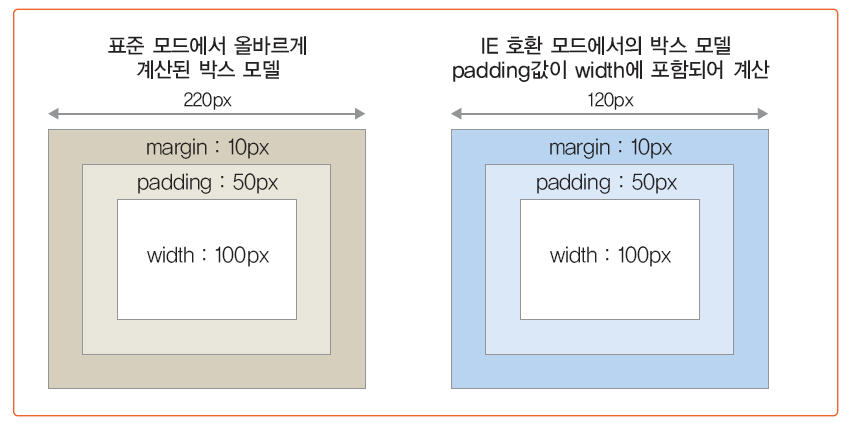 표준 모드에서 올바르게
계산된 박스 모델
220px
margin : 10px
padding : 50px
width : 100px
IE 호환 모드에서의 박스 모델
padding값이 width에 포함되어 계산
120px
margin : 10px
padding : 50px
width : 100px